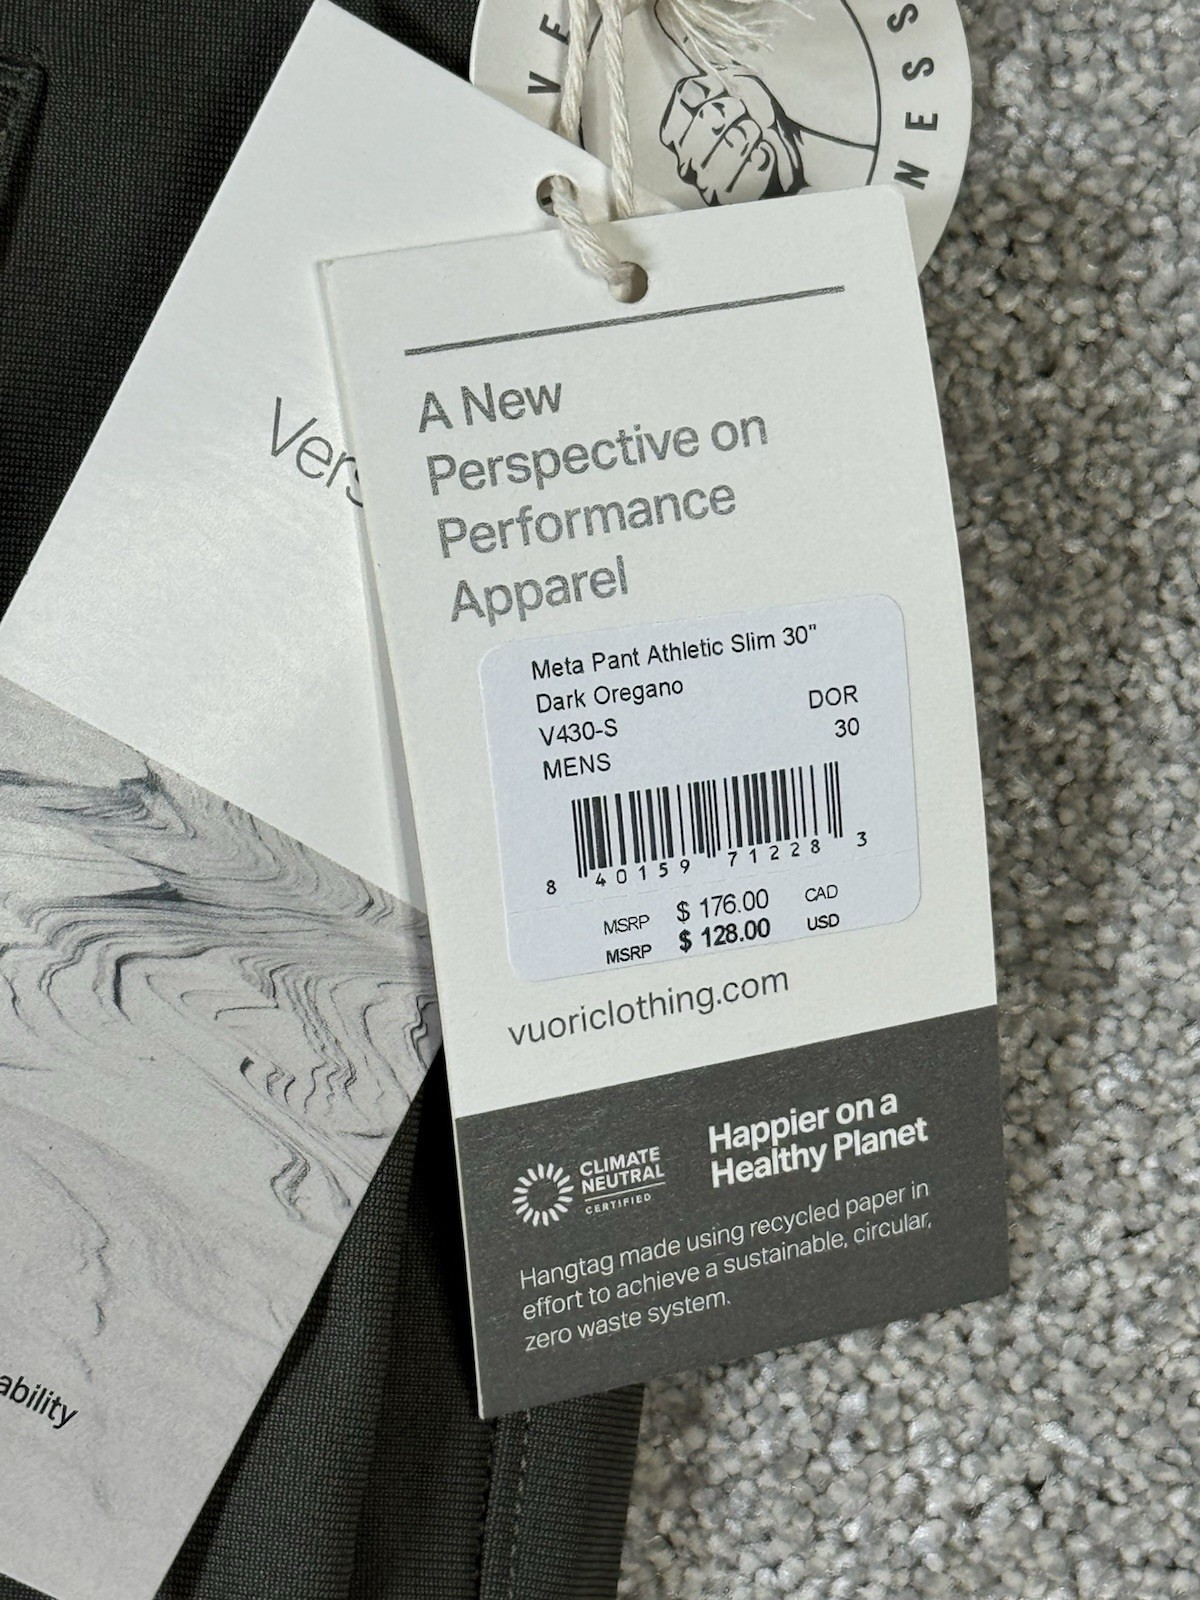 A New
Perspective on
Performance
Apparel
Meta Pant Athletic Slim 30"
Dark Oregano
V430-S DOR
MENS 30
8 40159 71228 3
MSRP $ 176.00 CAD
MSRP $ 128.00 USD
vuoriclothing.com
CLIMATE
NEUTRAL
CERTIFIED
Happier on a
Healthy Planet
Hangtag made using recycled paper in
effort to achieve a sustainable, circular,
zero waste system.